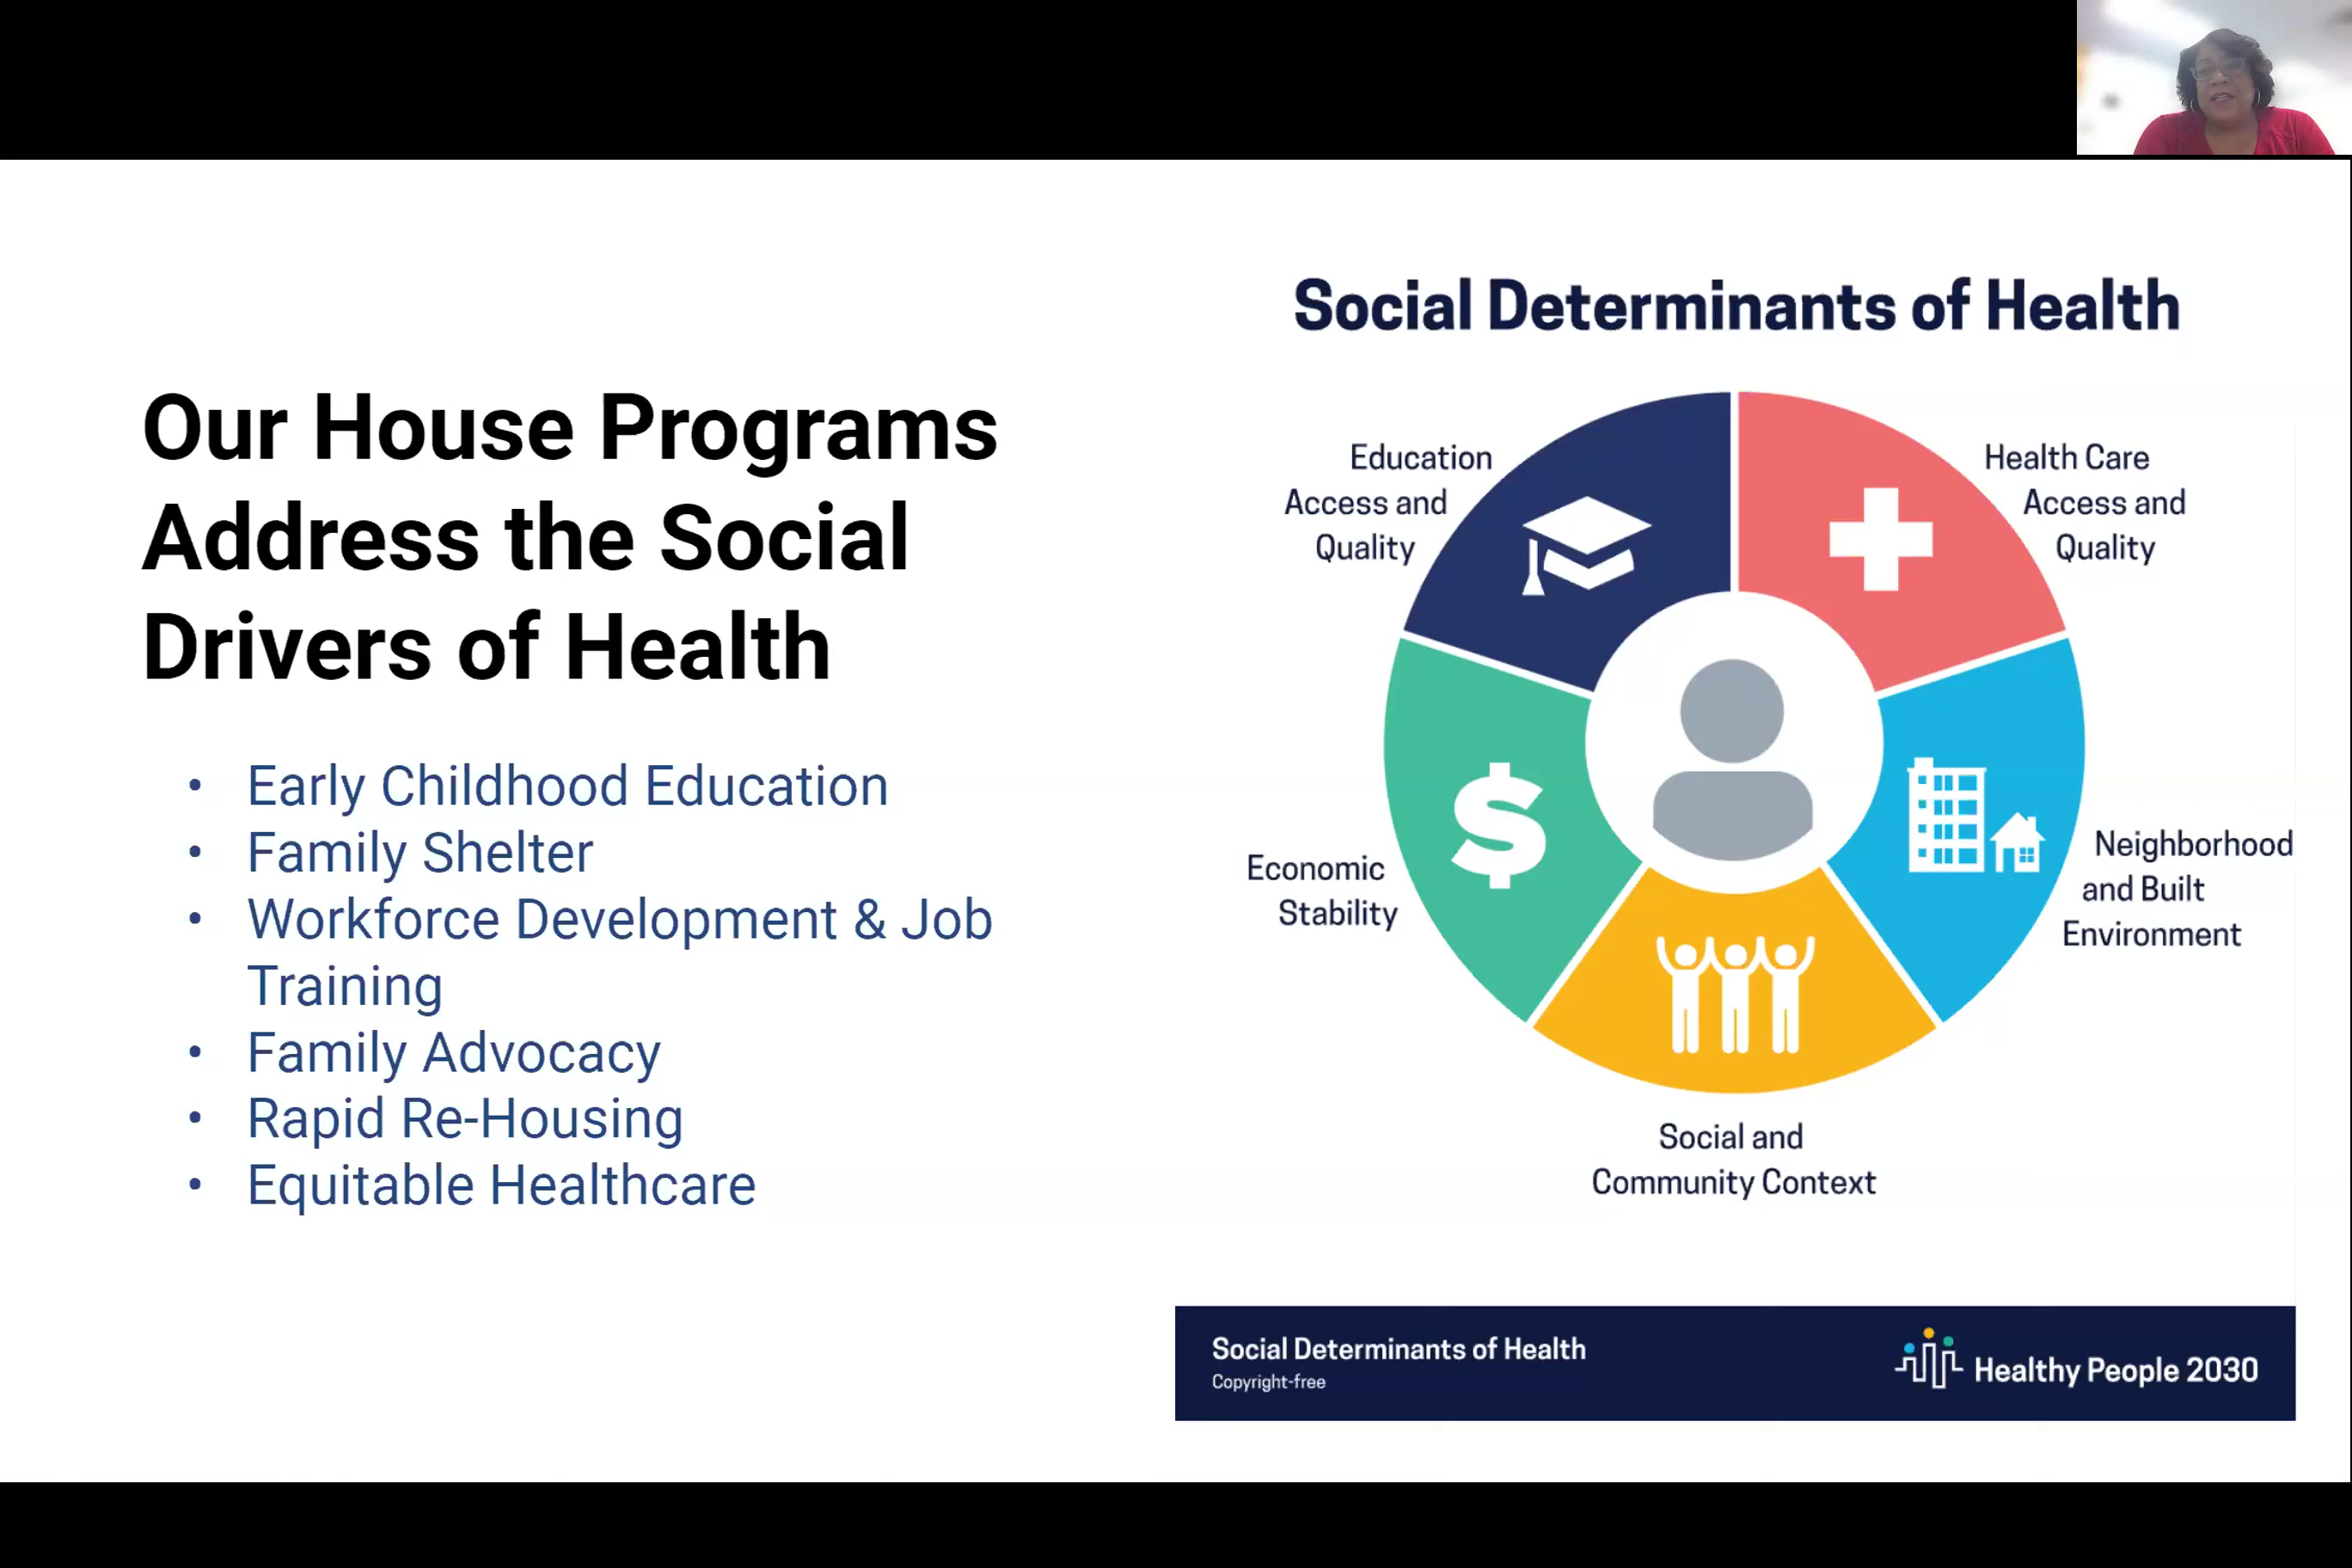 Our House Programs
Address the Social
Drivers of Health
• Early Childhood Education
• Family Shelter
• Workforce Development & Job
Training
• Family Advocacy
• Rapid Re-Housing
• Equitable Healthcare
Social Determinants of Health
Education
Access and
Quality
Health Care
Access and
Quality
Economic
Stability
Neighborhood
and Built
Environment
Social and
Community Context
Social Determinants of Health
Copyright-free
Healthy People 2030